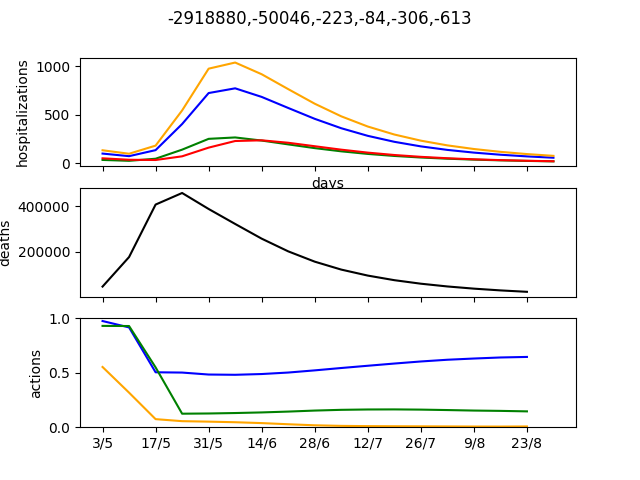 -2918880,-50046,-223,-84,-306,-613
1000
500
0
hospitalizations
days
400000
200000
deaths
1.0
0.5
0.0
actions
3/5 17/5 31/5 14/6 28/6 12/7 26/7 9/8 23/8